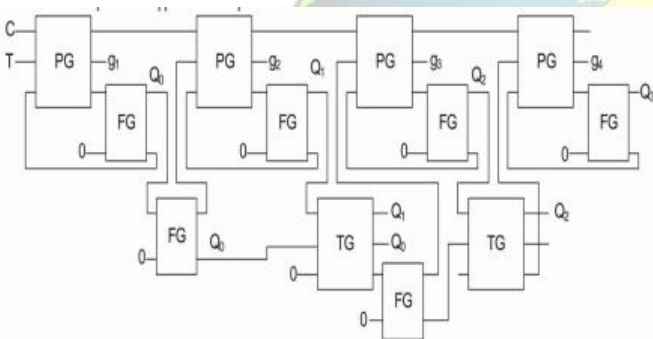 C
T PG g₁ Q₀ PG g₂ Q₁ PG g₃ Q₂ PG g₄
FG FG FG FG Q₃
0 0 0 0
FG Q₀ TG Q₁ TG Q₂
0 Q₀
0 FG
0